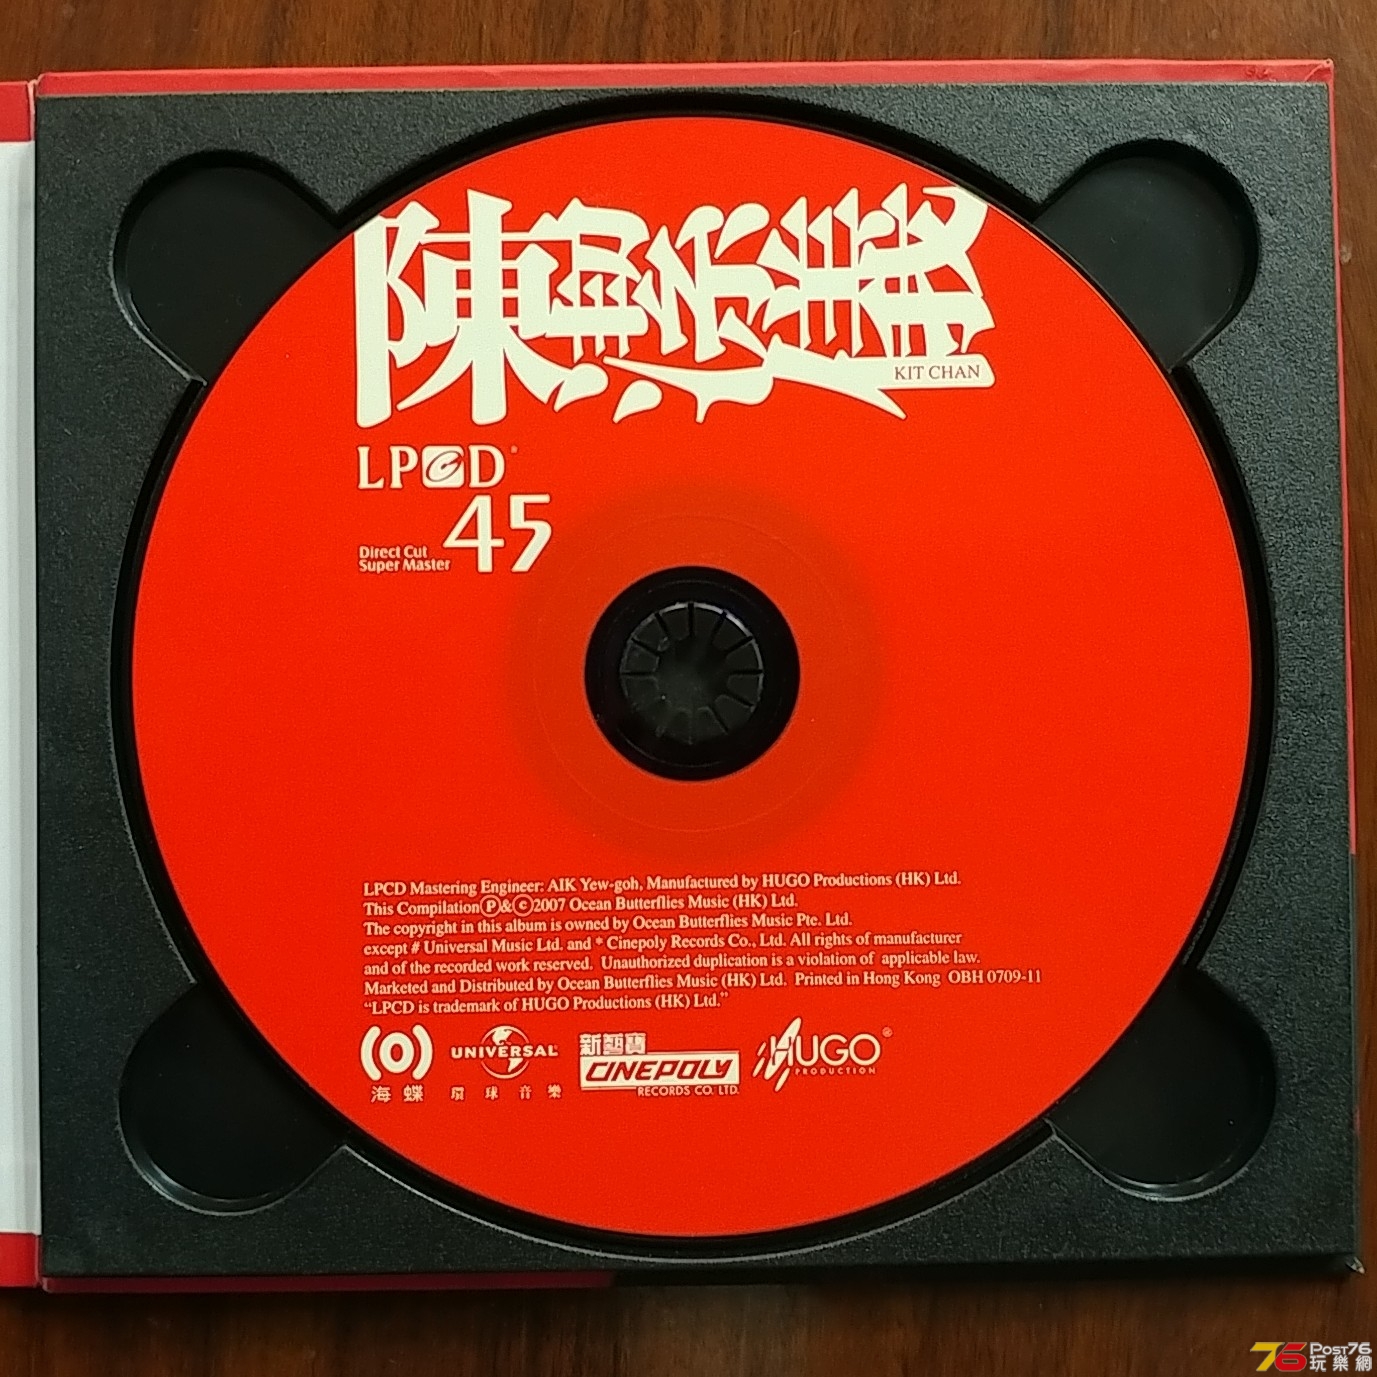 陳潔儀
KIT CHAN
LPCD
45
Direct Cut
Super Master
LPCD Mastering Engineer: AIK Yew-goh, Manufactured by HUGO Productions (HK) Ltd.
This Compilation Ⓟ&©2007 Ocean Butterflies Music (HK) Ltd.
The copyright in this album is owned by Ocean Butterflies Music Pte. Ltd.
except # Universal Music Ltd. and * Cinepoly Records Co., Ltd. All rights of manufacturer
and of the recorded work reserved. Unauthorized duplication is a violation of applicable law.
Marketed and Distributed by Ocean Butterflies Music (HK) Ltd. Printed in Hong Kong OBH 0709-11
“LPCD is trademark of HUGO Productions (HK) Ltd.”
海蝶
UNIVERSAL
環球音樂
新藝寶
CINEPOLY
RECORDS CO. LTD.
HUGO®
PRODUCTION
76 Post76
玩樂網